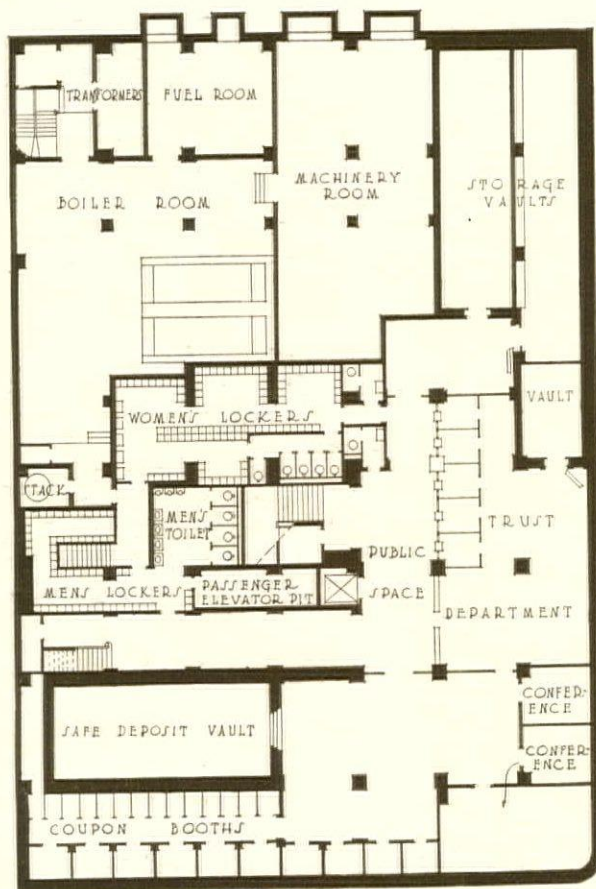 TRANSFORMERS
FUEL ROOM
MACHINERY
ROOM
STORAGE
VAULTS
BOILER ROOM
WOMEN'S LOCKERS
VAULT
STACK
MEN'S
TOILET
TRUST
DEPARTMENT
PUBLIC
SPACE
MENS LOCKERS
PASSENGER
ELEVATOR PIT
CONFER-
ENCE
CONFER-
ENCE
SAFE DEPOSIT VAULT
COUPON BOOTHS